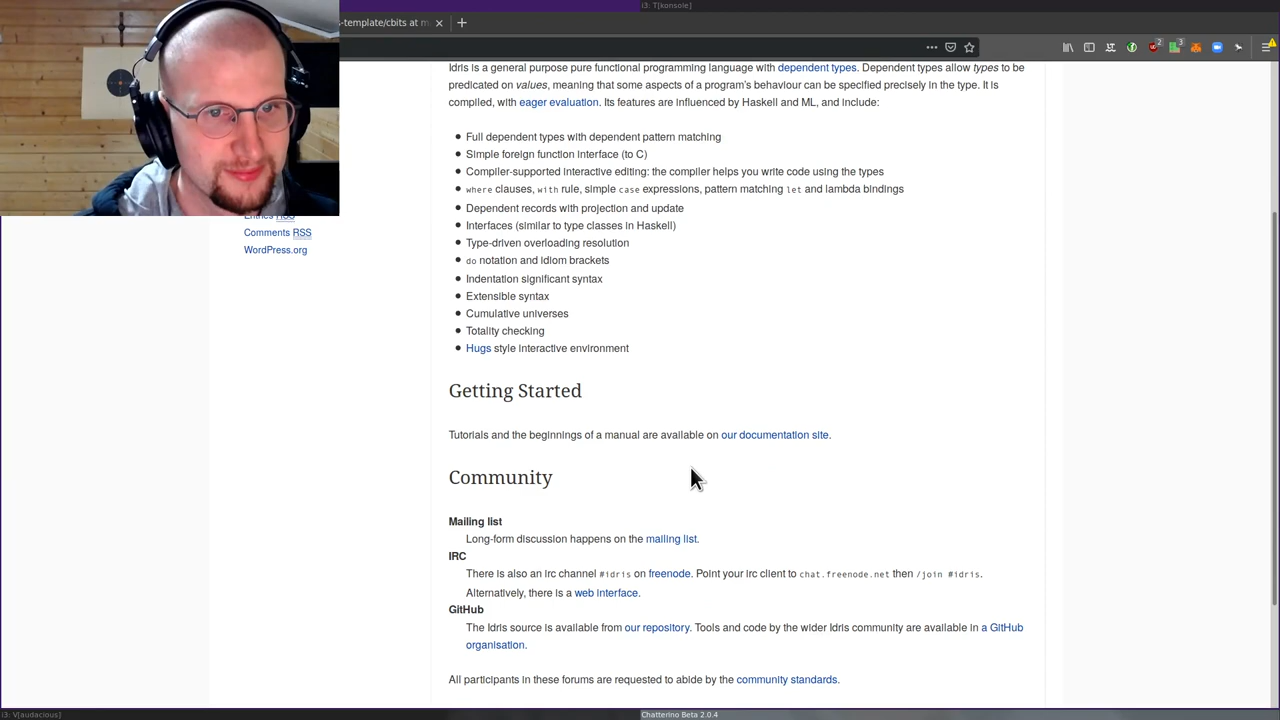 i3: T[konsole]
s-template/cbits at m
Idris is a general purpose pure functional programming language with dependent types. Dependent types allow types to be
predicated on values, meaning that some aspects of a program's behaviour can be specified precisely in the type. It is
compiled, with eager evaluation. Its features are influenced by Haskell and ML, and include:
Full dependent types with dependent pattern matching
Simple foreign function interface (to C)
Compiler-supported interactive editing: the compiler helps you write code using the types
where clauses, with rule, simple case expressions, pattern matching let and lambda bindings
Dependent records with projection and update
Interfaces (similar to type classes in Haskell)
Type-driven overloading resolution
do notation and idiom brackets
Indentation significant syntax
Extensible syntax
Cumulative universes
Totality checking
Hugs style interactive environment
Entries RSS
Comments RSS
WordPress.org
Getting Started
Tutorials and the beginnings of a manual are available on our documentation site.
Community
Mailing list
Long-form discussion happens on the mailing list.
IRC
There is also an irc channel #idris on freenode. Point your irc client to chat.freenode.net then /join #idris.
Alternatively, there is a web interface.
GitHub
The Idris source is available from our repository. Tools and code by the wider Idris community are available in a GitHub
organisation.
All participants in these forums are requested to abide by the community standards.
i3: V[audacious]
Chatterino Beta 2.0.4